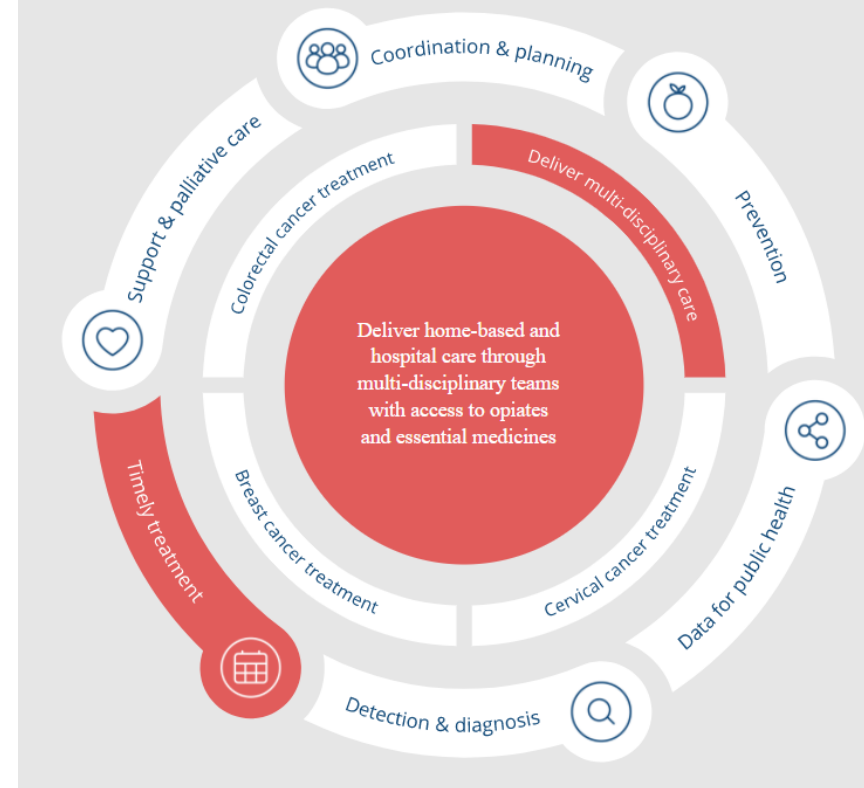 Coordination & planning
Prevention
Data for public health
Detection & diagnosis
Timely treatment
Support & palliative care
Deliver multi-disciplinary care
Cervical cancer treatment
Breast cancer treatment
Colorectal cancer treatment
Deliver home-based and
hospital care through
multi-disciplinary teams
with access to opiates
and essential medicines